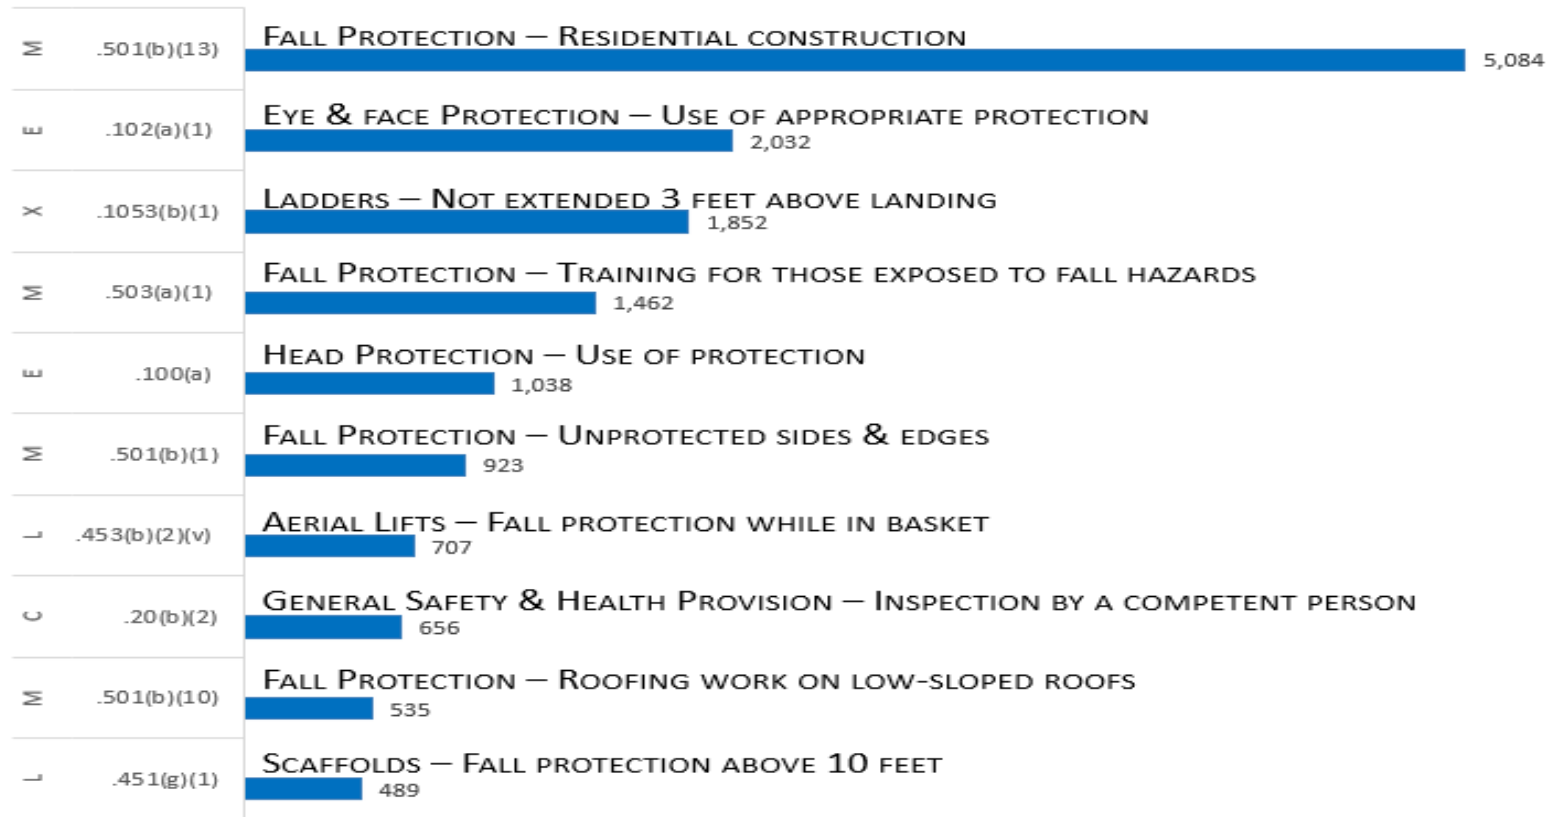 M .501(b)(13) Fall Protection – Residential construction
5,084
E .102(a)(1) Eye & face Protection – Use of appropriate protection
2,032
X .1053(b)(1) Ladders – Not extended 3 feet above landing
1,852
M .503(a)(1) Fall Protection – Training for those exposed to fall hazards
1,462
E .100(a) Head Protection – Use of protection
1,038
M .501(b)(1) Fall Protection – Unprotected sides & edges
923
L .453(b)(2)(v) Aerial Lifts – Fall protection while in basket
707
C .20(b)(2) General Safety & Health Provision – Inspection by a competent person
656
M .501(b)(10) Fall Protection – Roofing work on low-sloped roofs
535
L .451(g)(1) Scaffolds – Fall protection above 10 feet
489